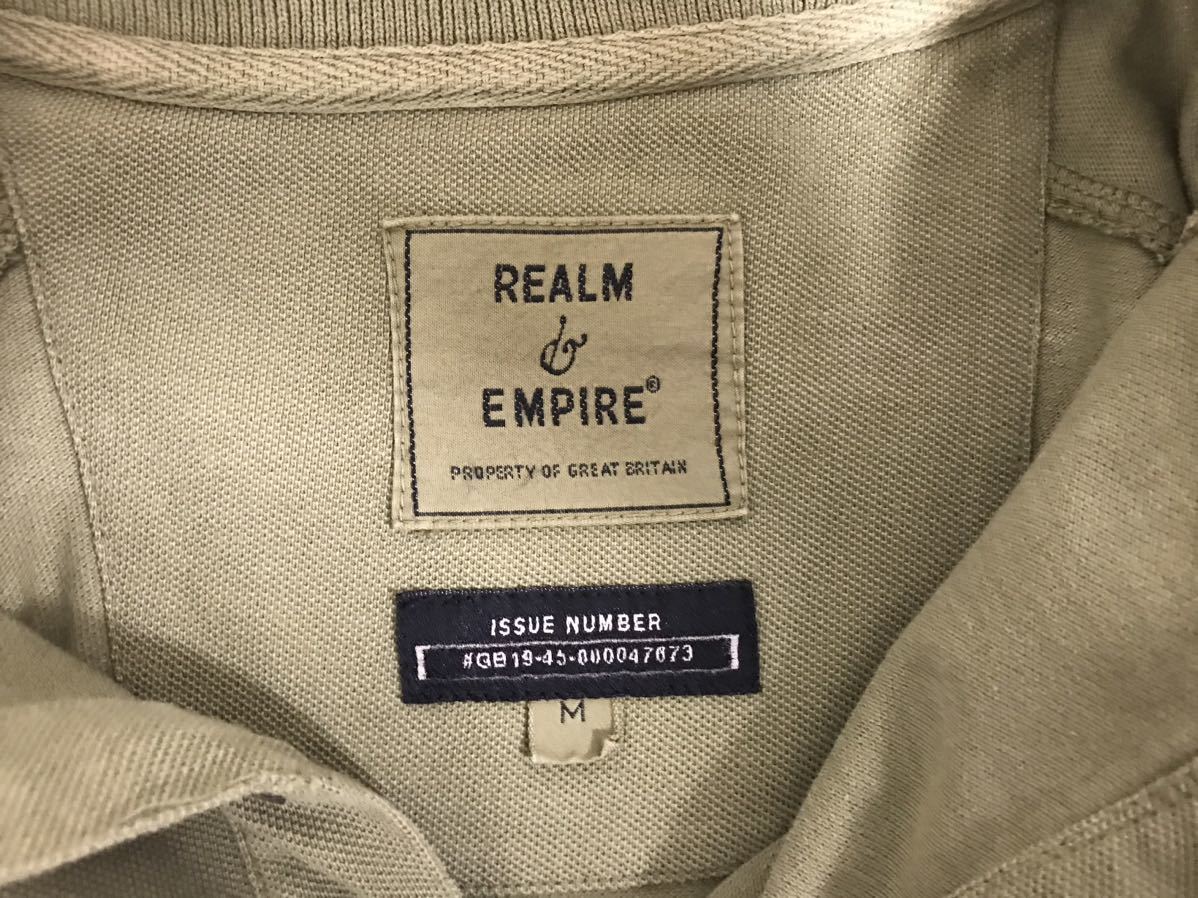 REALM
&
EMPIRE®
PROPERTY OF GREAT BRITAIN
ISSUE NUMBER
#GB19-45-000047673
M